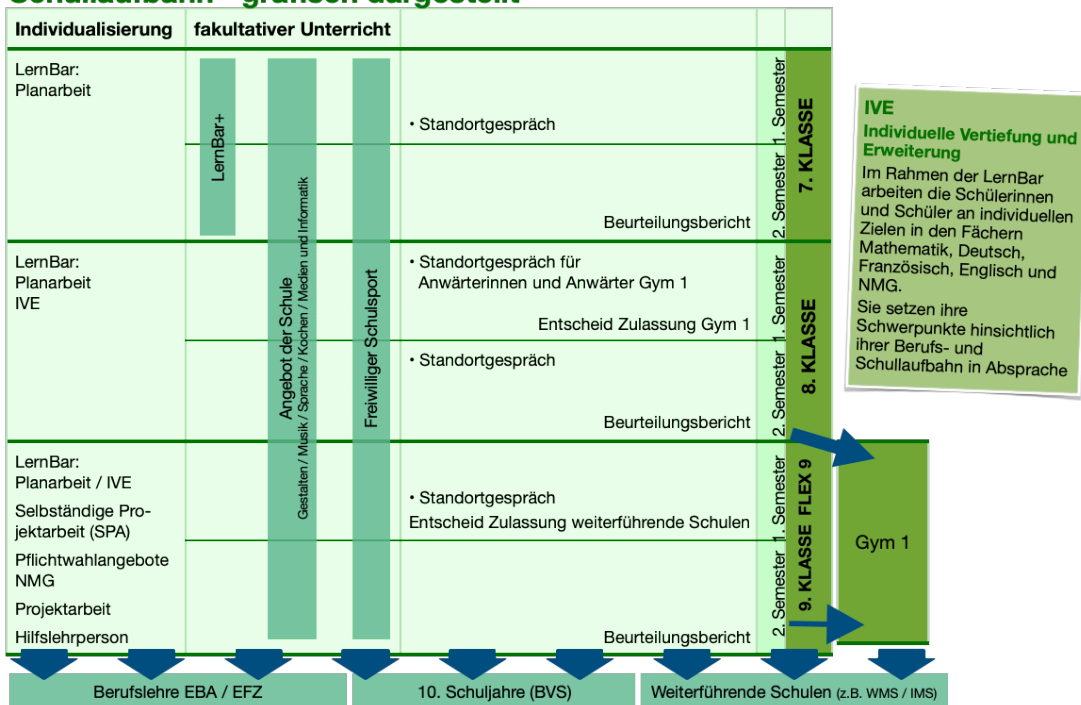 Schullaufbahn - grafisch dargestellt
Individualisierung
fakultativer Unterricht
LernBar:
Planarbeit
LernBar+
Angebot der Schule
Gestalten / Musik / Sprache / Kochen / Medien und Informatik
Freiwilliger Schulsport
• Standortgespräch
Beurteilungsbericht
1. Semester
2. Semester
7. KLASSE
LernBar:
Planarbeit
IVE
• Standortgespräch für
Anwärterinnen und Anwärter Gym 1
Entscheid Zulassung Gym 1
• Standortgespräch
Beurteilungsbericht
1. Semester
2. Semester
8. KLASSE
LernBar:
Planarbeit / IVE
Selbständige Pro-
jektarbeit (SPA)
Pflichtwahlangebote
NMG
Projektarbeit
Hilfslehrperson
• Standortgespräch
Entscheid Zulassung weiterführende Schulen
Beurteilungsbericht
1. Semester
2. Semester
9. KLASSE FLEX 9
Gym 1
IVE
Individuelle Vertiefung und
Erweiterung
Im Rahmen der LernBar
arbeiten die Schülerinnen
und Schüler an individuellen
Zielen in den Fächern
Mathematik, Deutsch,
Französisch, Englisch und
NMG.
Sie setzen ihre
Schwerpunkte hinsichtlich
ihrer Berufs- und
Schullaufbahn in Absprache
Berufslehre EBA / EFZ
10. Schuljahre (BVS)
Weiterführende Schulen (z.B. WMS / IMS)